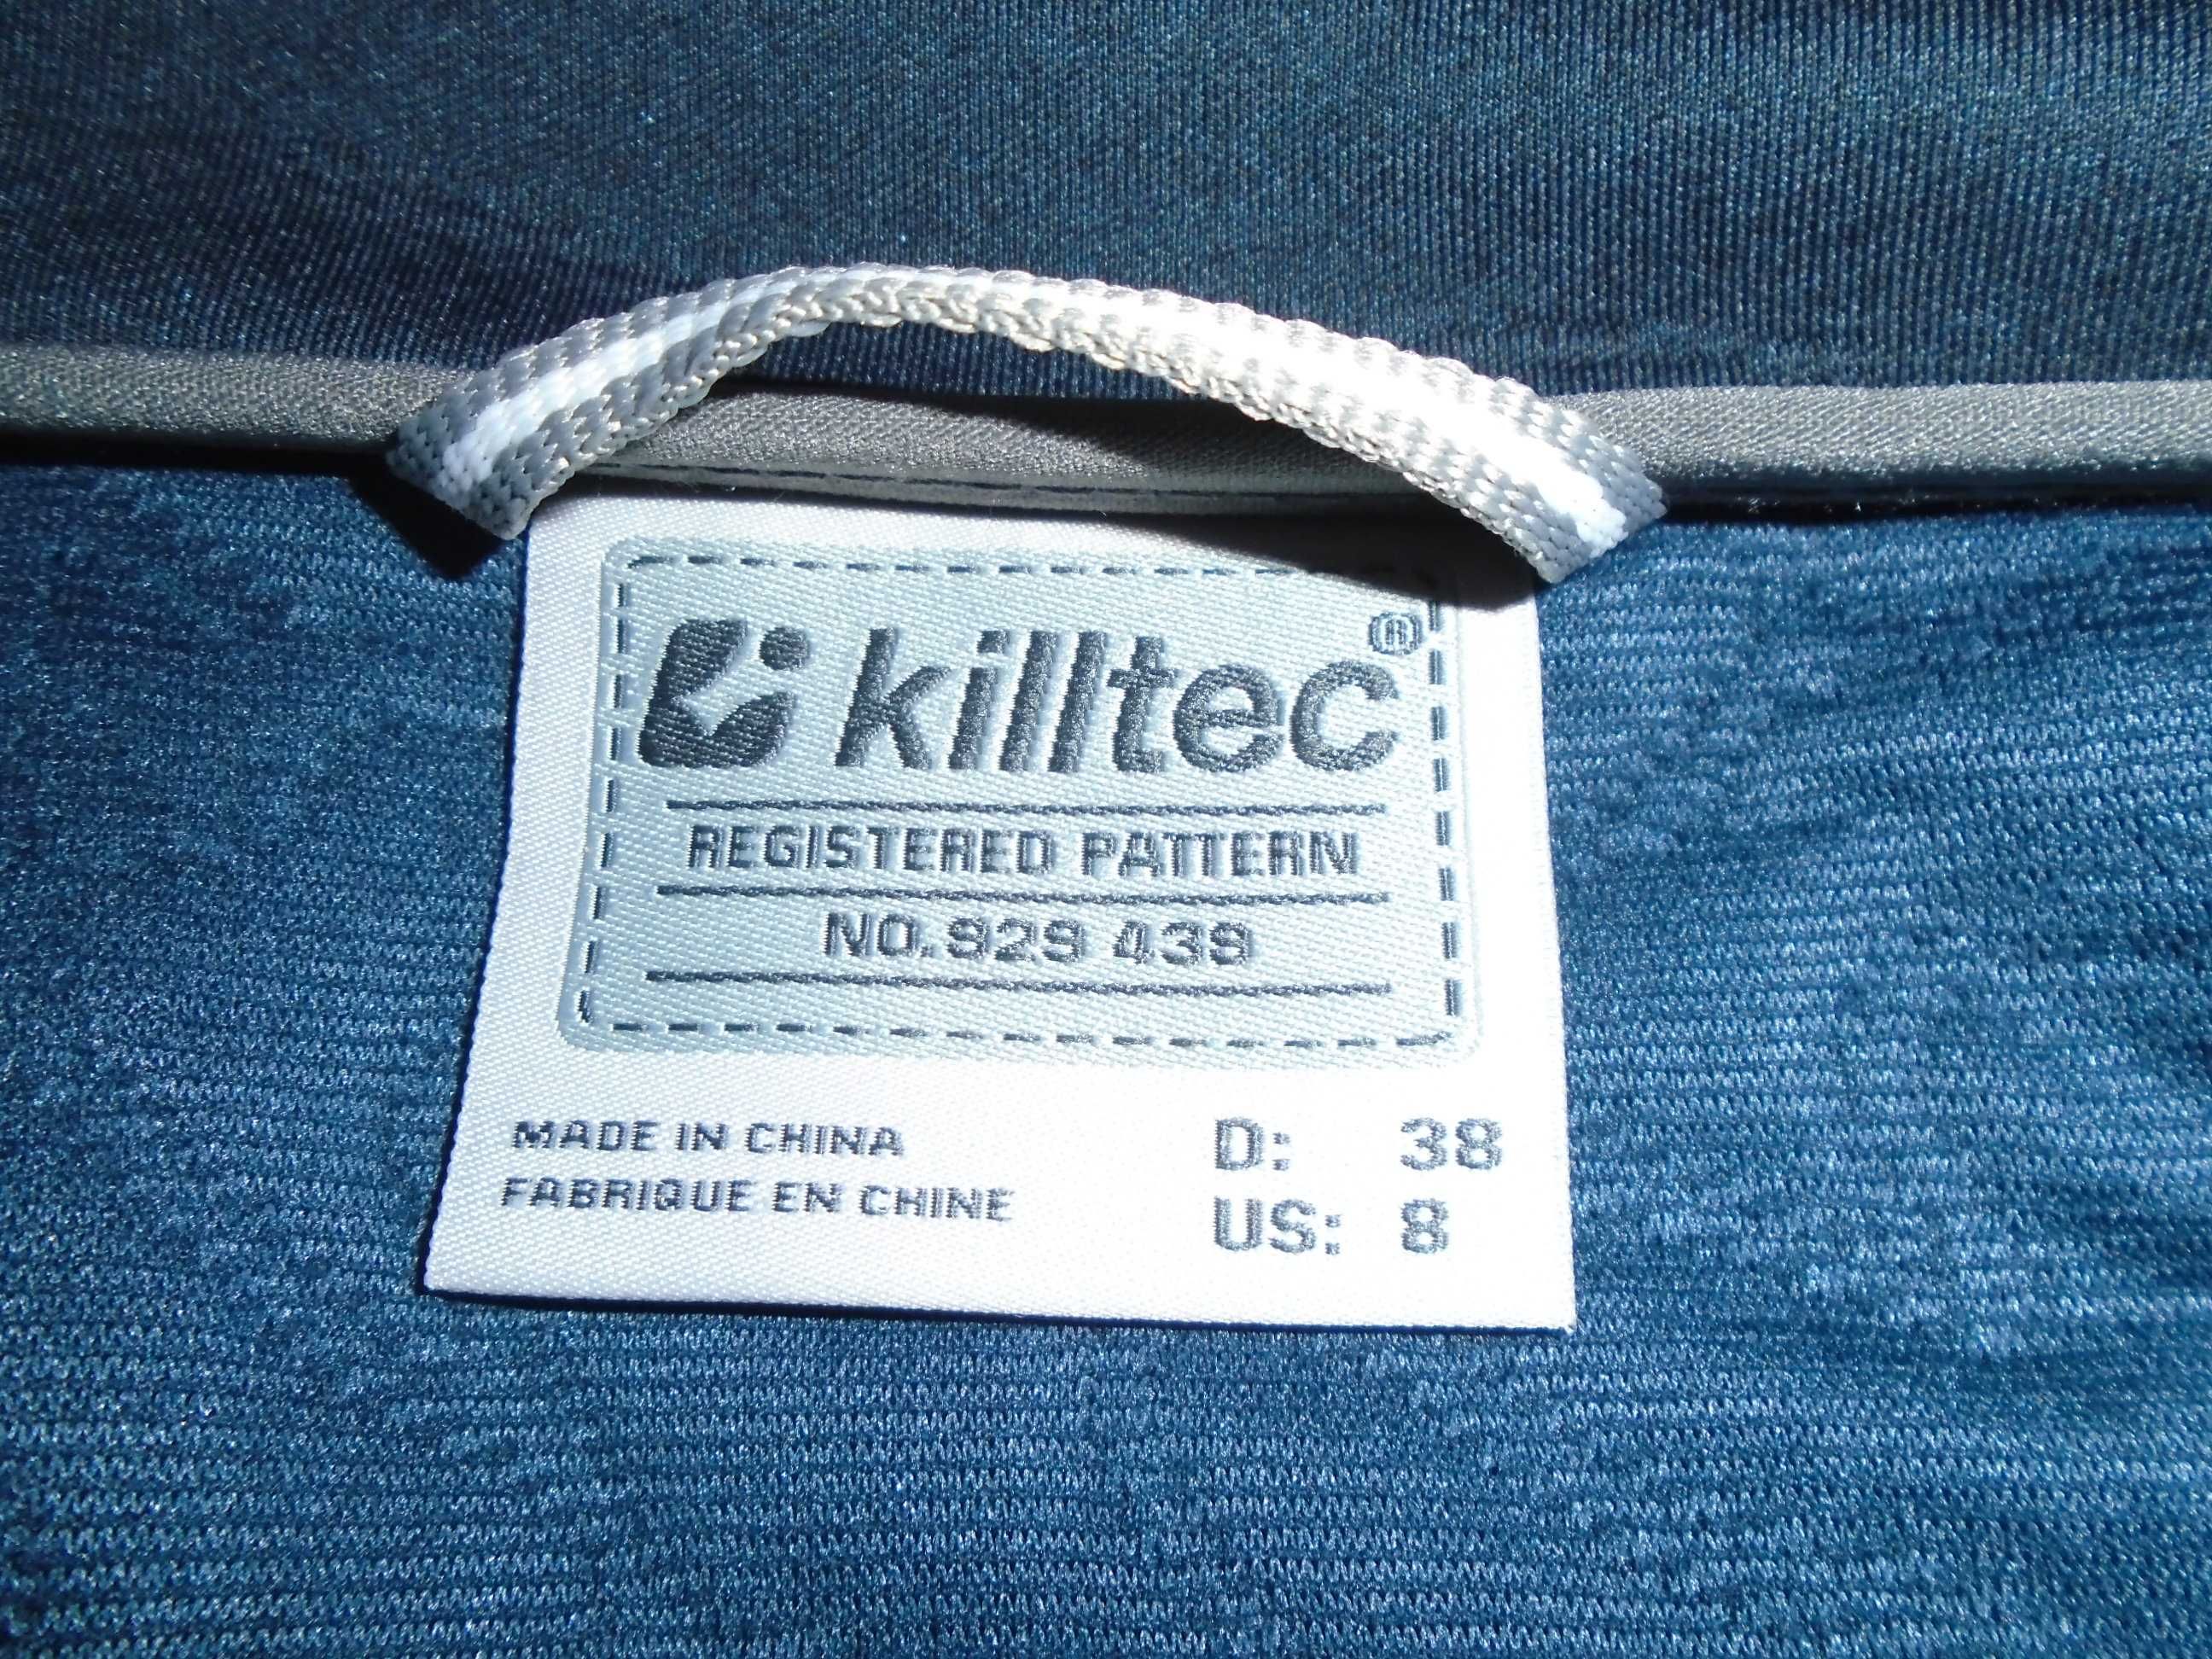 killtec®
REGISTERED PATTERN
NO. 929 439
MADE IN CHINA
FABRIQUE EN CHINE
D: 38
US: 8